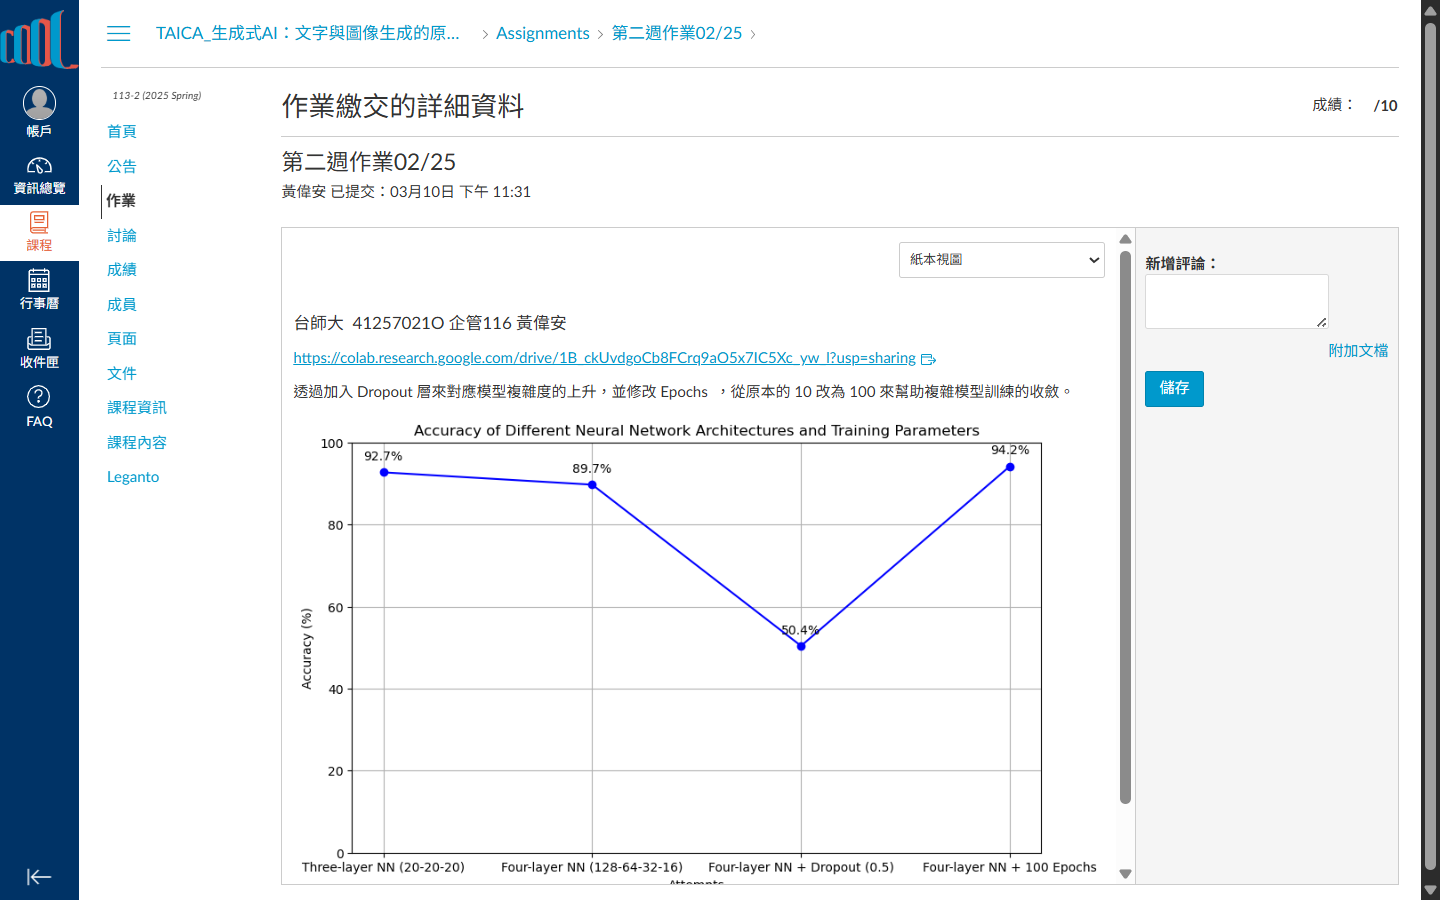 cool
TAICA_生成式AI：文字與圖像生成的原... > Assignments > 第二週作業02/25 >
帳戶
資訊總覽
課程
行事曆
收件匣
FAQ
113-2 (2025 Spring)
首頁
公告
作業
討論
成績
成員
頁面
文件
課程資訊
課程內容
Leganto
作業繳交的詳細資料
成績： /10
第二週作業02/25
黃偉安 已提交：03月10日 下午 11:31
紙本視圖
台師大 41257021O 企管116 黃偉安
https://colab.research.google.com/drive/1B_ckUvdgoCb8FCrq9aO5x7IC5Xc_yw_I?usp=sharing
透過加入 Dropout 層來對應模型複雜度的上升，並修改 Epochs ，從原本的 10 改為 100 來幫助複雜模型訓練的收斂。
Accuracy of Different Neural Network Architectures and Training Parameters
100
80
60
40
20
0
Accuracy (%)
92.7%
89.7%
50.4%
94.2%
Three-layer NN (20-20-20)
Four-layer NN (128-64-32-16)
Four-layer NN + Dropout (0.5)
Four-layer NN + 100 Epochs
Attempts
新增評論：
附加文檔
儲存